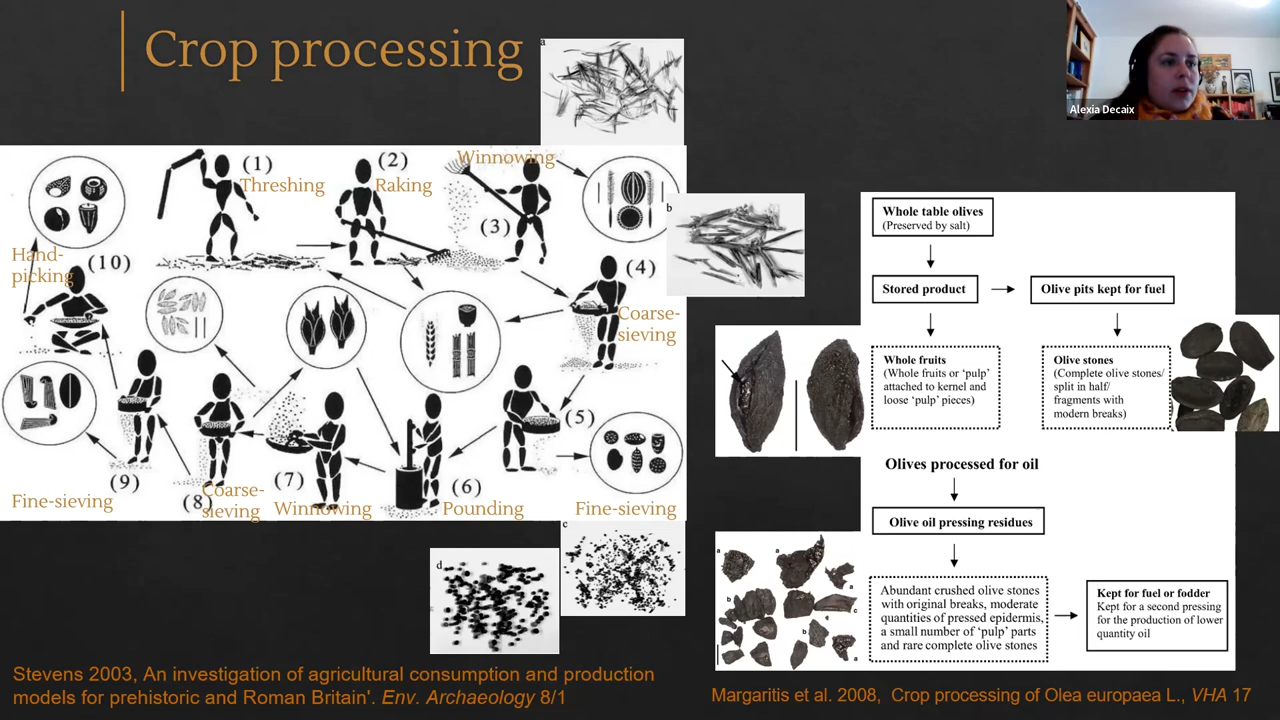 Crop processing
Alexia Decaix
a
(1)
Threshing
(2)
Raking
Winnowing
(3)
b
(4)
Coarse-
sieving
Hand-
picking
(10)
(5)
Fine-sieving
(6)
Pounding
(7)
Winnowing
(8)
Coarse-
sieving
(9)
Fine-sieving
c
d
Stevens 2003, An investigation of agricultural consumption and production
models for prehistoric and Roman Britain'. Env. Archaeology 8/1
Whole table olives
(Preserved by salt)
Stored product
Olive pits kept for fuel
Whole fruits
(Whole fruits or ‘pulp’
attached to kernel and
loose ‘pulp’ pieces)
Olive stones
(Complete olive stones/
split in half/
fragments with
modern breaks)
Olives processed for oil
Olive oil pressing residues
Abundant crushed olive stones
with original breaks, moderate
quantities of pressed epidermis,
a small number of ‘pulp’ parts
and rare complete olive stones
Kept for fuel or fodder
Kept for a second pressing
for the production of lower
quantity oil
a
a
a
b
c
e
b
a
Margaritis et al. 2008, Crop processing of Olea europaea L., VHA 17